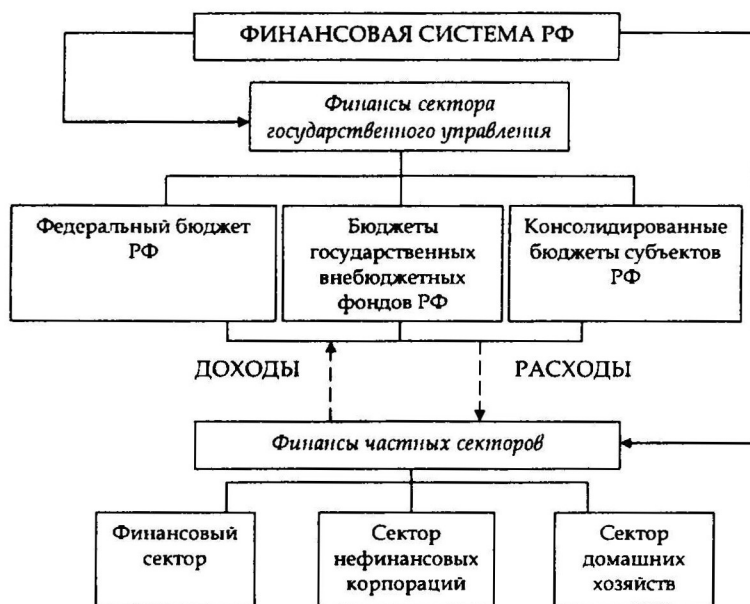 ФИНАНСОВАЯ СИСТЕМА РФ
Финансы сектора
государственного управления
Федеральный бюджет
РФ
Бюджеты
государственных
внебюджетных
фондов РФ
Консолидированные
бюджеты субъектов
РФ
ДОХОДЫ
РАСХОДЫ
Финансы частных секторов
Финансовый
сектор
Сектор
нефинансовых
корпораций
Сектор
домашних
хозяйств